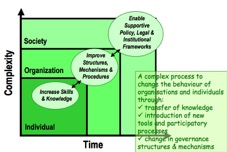 Enable
Supportive
Policy, Legal &
Institutional
Frameworks
Society
Improve
Structures,
Mechanisms &
Procedures
Organization
Increase Skills
& Knowledge
Individual
Complexity
Time
A complex process to
change the behaviour of
organisations and individuals
through:
✓ transfer of knowledge
✓ introduction of new
tools and participatory
processes
✓ change in governance
structures & mechanisms